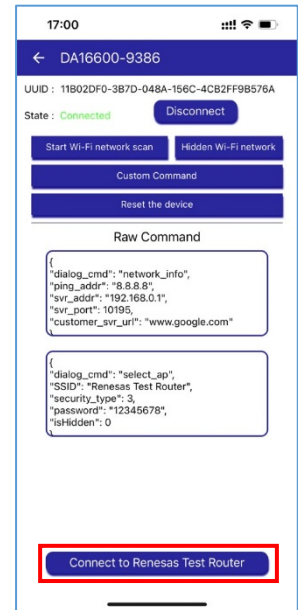 17:00
DA16600-9386
UUID : 11B02DF0-3B7D-048A-156C-4CB2FF9B576A
State : Connected Disconnect
Start Wi-Fi network scan Hidden Wi-Fi network
Custom Command
Reset the device
Raw Command
{
"dialog_cmd": "network_info",
"ping_addr": "8.8.8.8",
"svr_addr": "192.168.0.1",
"svr_port": 10195,
"customer_svr_url": "www.google.com"
}
{
"dialog_cmd": "select_ap",
"SSID": "Renesas Test Router",
"security_type": 3,
"password": "12345678",
"isHidden": 0
}
Connect to Renesas Test Router